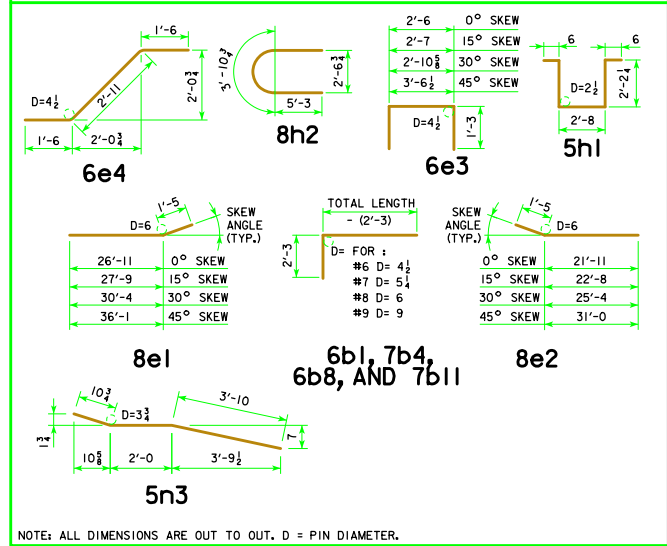 1′-6
D=4½
2′-11
2′-0¾
1′-6
2′-0¾
6e4
3′-10¾
2′-6¾
5′-3
8h2
2′-6 0° SKEW
2′-7 15° SKEW
2′-10⅝ 30° SKEW
3′-6½ 45° SKEW
D=4½
1′-3
6e3
6
6
D=2½
2′-2¼
2′-8
5h1
1′-5
D=6
SKEW
ANGLE
(TYP.)
26′-11 0° SKEW
27′-9 15° SKEW
30′-4 30° SKEW
36′-1 45° SKEW
8e1
TOTAL LENGTH
- (2′-3)
2′-3
D= FOR :
#6 D= 4½
#7 D= 5¼
#8 D= 6
#9 D= 9
6b1, 7b4,
6b8, AND 7b11
SKEW
ANGLE
(TYP.)
1′-5
D=6
0° SKEW 21′-11
15° SKEW 22′-8
30° SKEW 25′-4
45° SKEW 31′-0
8e2
10¾
D=3¾
3′-10
1¾
7
10⅝
2′-0
3′-9½
5n3
NOTE: ALL DIMENSIONS ARE OUT TO OUT. D = PIN DIAMETER.